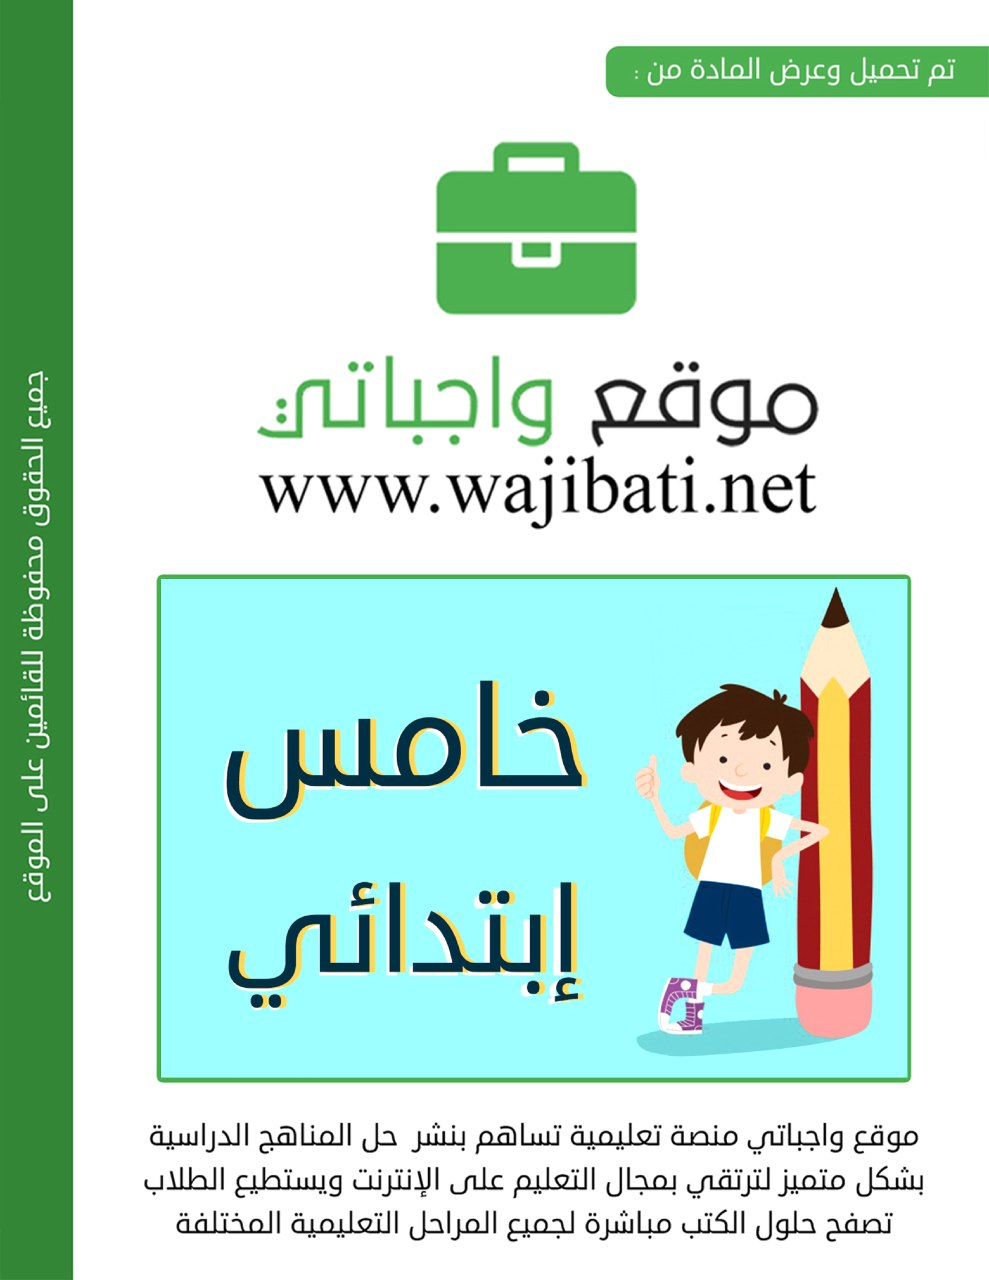 تم تحميل وعرض المادة من :
موقع واجباتي
www.wajibati.net
خامس
إبتدائي
موقع واجباتي منصة تعليمية تساهم بنشر حل المناهج الدراسية
بشكل متميز لترتقي بمجال التعليم على الإنترنت ويستطيع الطلاب
تصفح حلول الكتب مباشرة لجميع المراحل التعليمية المختلفة
جميع الحقوق محفوظة للقائمين على الموقع